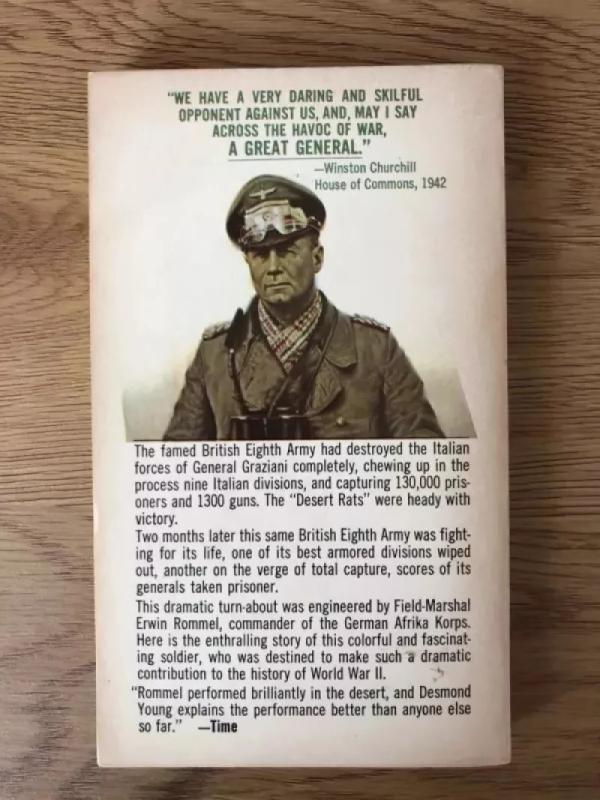 "WE HAVE A VERY DARING AND SKILFUL
OPPONENT AGAINST US, AND, MAY I SAY
ACROSS THE HAVOC OF WAR,
A GREAT GENERAL."
—Winston Churchill
House of Commons, 1942
The famed British Eighth Army had destroyed the Italian
forces of General Graziani completely, chewing up in the
process nine Italian divisions, and capturing 130,000 pris-
oners and 1300 guns. The "Desert Rats" were heady with
victory.
Two months later this same British Eighth Army was fight-
ing for its life, one of its best armored divisions wiped
out, another on the verge of total capture, scores of its
generals taken prisoner.
This dramatic turn-about was engineered by Field-Marshal
Erwin Rommel, commander of the German Afrika Korps.
Here is the enthralling story of this colorful and fascinat-
ing soldier, who was destined to make such a dramatic
contribution to the history of World War II.
"Rommel performed brilliantly in the desert, and Desmond
Young explains the performance better than anyone else
so far." —Time